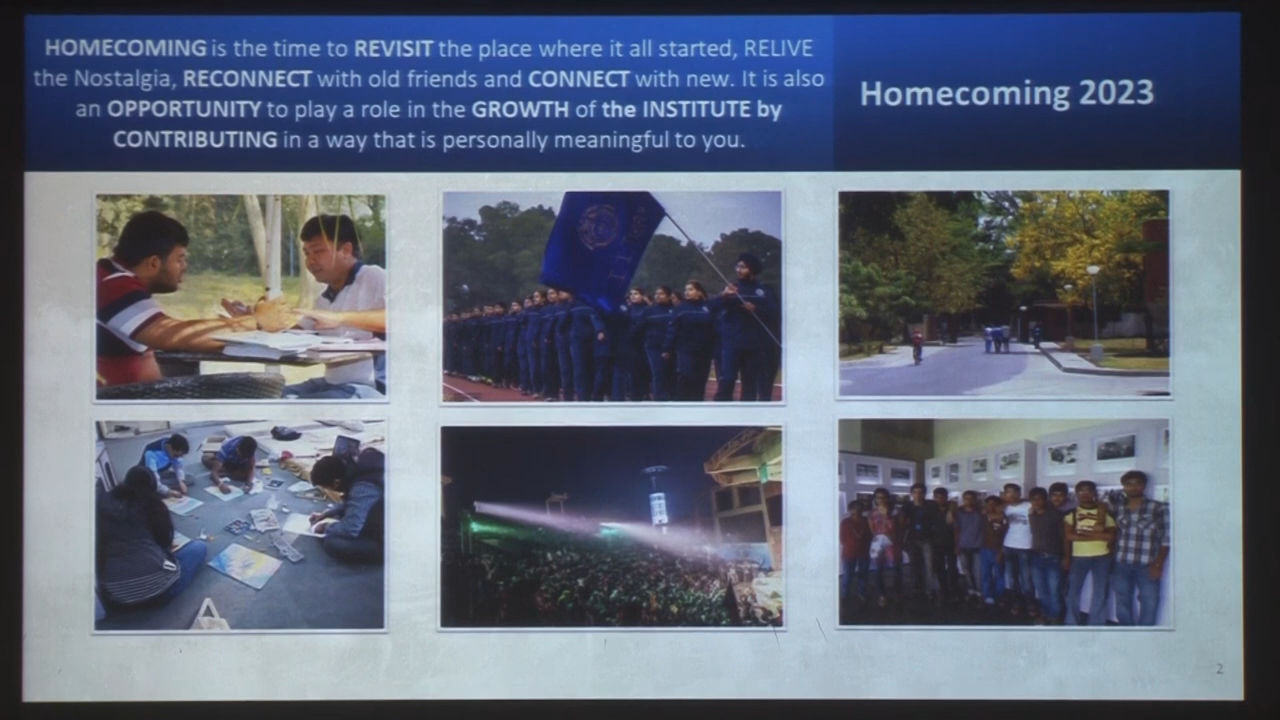 HOMECOMING is the time to REVISIT the place where it all started, RELIVE
the Nostalgia, RECONNECT with old friends and CONNECT with new. It is also
an OPPORTUNITY to play a role in the GROWTH of the INSTITUTE by
CONTRIBUTING in a way that is personally meaningful to you.
Homecoming 2023
2